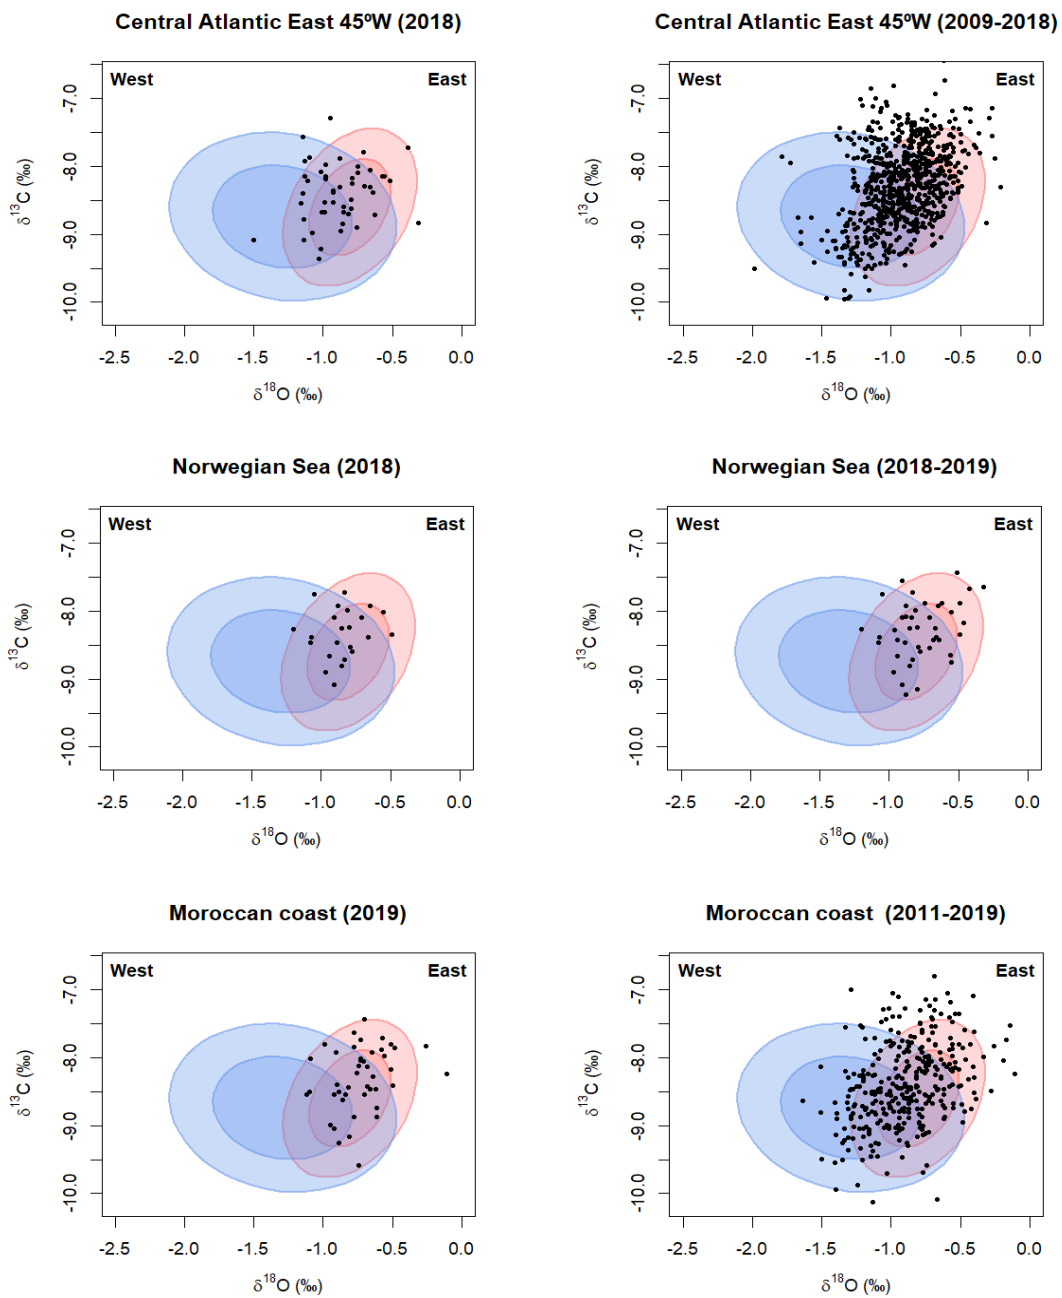 Central Atlantic East 45ºW (2018)
West East
-7.0
-8.0
-9.0
-10.0
δ13C (‰)
-2.5 -2.0 -1.5 -1.0 -0.5 0.0
δ18O (‰)
Central Atlantic East 45ºW (2009-2018)
West East
-7.0
-8.0
-9.0
-10.0
δ13C (‰)
-2.5 -2.0 -1.5 -1.0 -0.5 0.0
δ18O (‰)
Norwegian Sea (2018)
West East
-7.0
-8.0
-9.0
-10.0
δ13C (‰)
-2.5 -2.0 -1.5 -1.0 -0.5 0.0
δ18O (‰)
Norwegian Sea (2018-2019)
West East
-7.0
-8.0
-9.0
-10.0
δ13C (‰)
-2.5 -2.0 -1.5 -1.0 -0.5 0.0
δ18O (‰)
Moroccan coast (2019)
West East
-7.0
-8.0
-9.0
-10.0
δ13C (‰)
-2.5 -2.0 -1.5 -1.0 -0.5 0.0
δ18O (‰)
Moroccan coast (2011-2019)
West East
-7.0
-8.0
-9.0
-10.0
δ13C (‰)
-2.5 -2.0 -1.5 -1.0 -0.5 0.0
δ18O (‰)